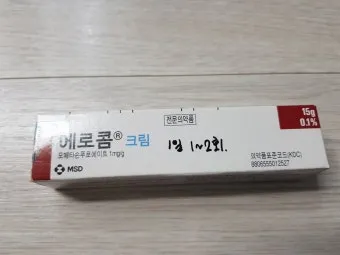 전문의약품
에로콤® 크림
모메타손푸로에이트 1mg/g
MSD
1일 1~2회.
15g
0.1%
의약품표준코드(KDC)
8806555012527